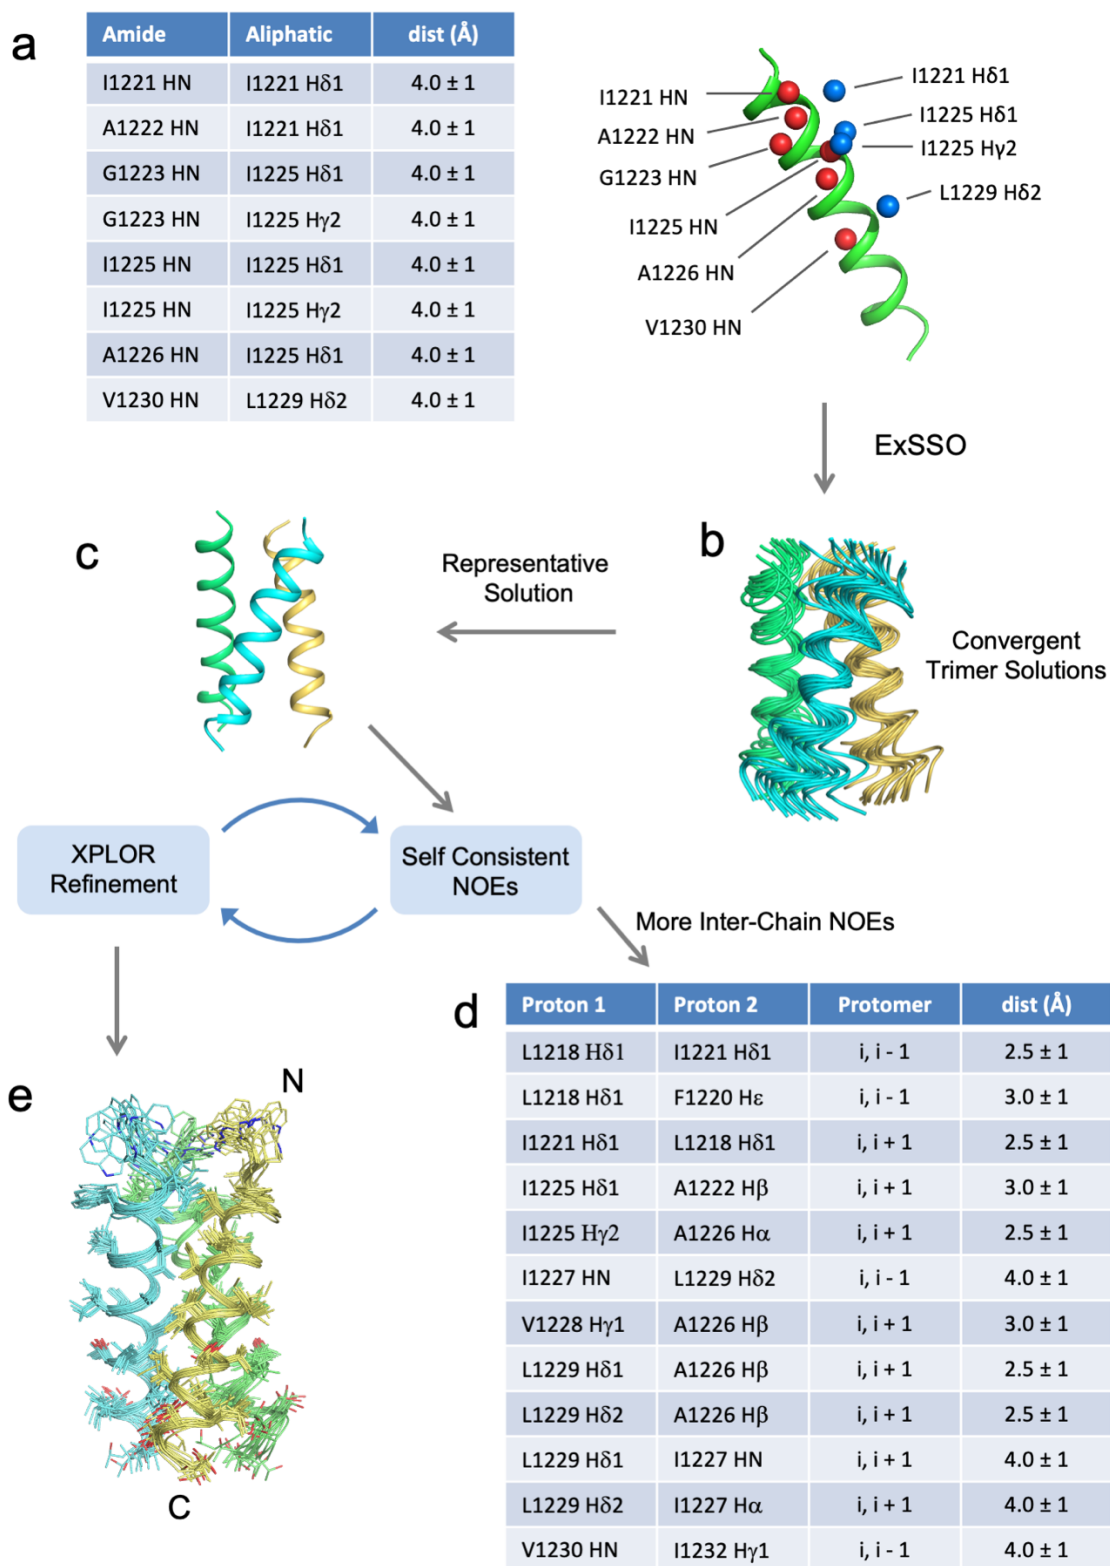 a
Amide Aliphatic dist (Å)
I1221 HN I1221 Hδ1 4.0 ± 1
A1222 HN I1221 Hδ1 4.0 ± 1
G1223 HN I1225 Hδ1 4.0 ± 1
G1223 HN I1225 Hγ2 4.0 ± 1
I1225 HN I1225 Hδ1 4.0 ± 1
I1225 HN I1225 Hγ2 4.0 ± 1
A1226 HN I1225 Hδ1 4.0 ± 1
V1230 HN L1229 Hδ2 4.0 ± 1
I1221 HN
A1222 HN
G1223 HN
I1225 HN
A1226 HN
V1230 HN
I1221 Hδ1
I1225 Hδ1
I1225 Hγ2
L1229 Hδ2
ExSSO
b
Convergent
Trimer Solutions
Representative
Solution
c
XPLOR
Refinement
Self Consistent
NOEs
More Inter-Chain NOEs
d
Proton 1 Proton 2 Protomer dist (Å)
L1218 Hδ1 I1221 Hδ1 i, i - 1 2.5 ± 1
L1218 Hδ1 F1220 Hε i, i - 1 3.0 ± 1
I1221 Hδ1 L1218 Hδ1 i, i + 1 2.5 ± 1
I1225 Hδ1 A1222 Hβ i, i + 1 3.0 ± 1
I1225 Hγ2 A1226 Hα i, i + 1 2.5 ± 1
I1227 HN L1229 Hδ2 i, i - 1 4.0 ± 1
V1228 Hγ1 A1226 Hβ i, i + 1 3.0 ± 1
L1229 Hδ1 A1226 Hβ i, i + 1 2.5 ± 1
L1229 Hδ2 A1226 Hβ i, i + 1 2.5 ± 1
L1229 Hδ1 I1227 HN i, i + 1 4.0 ± 1
L1229 Hδ2 I1227 Hα i, i + 1 4.0 ± 1
V1230 HN I1232 Hγ1 i, i - 1 4.0 ± 1
e
N
C